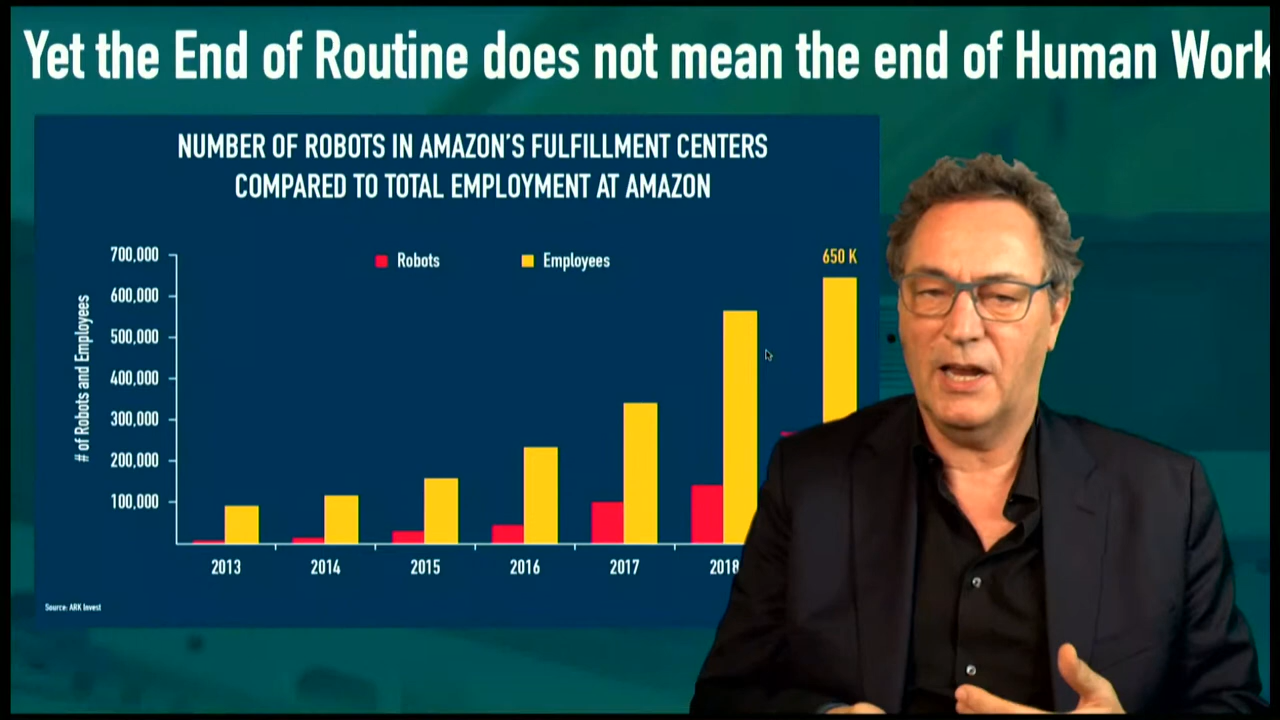 Yet the End of Routine does not mean the end of Human Work
NUMBER OF ROBOTS IN AMAZON'S FULFILLMENT CENTERS
COMPARED TO TOTAL EMPLOYMENT AT AMAZON
Robots
Employees
650 K
# of Robots and Employees
700,000
600,000
500,000
400,000
300,000
200,000
100,000
2013
2014
2015
2016
2017
2018
Source: ARK Invest